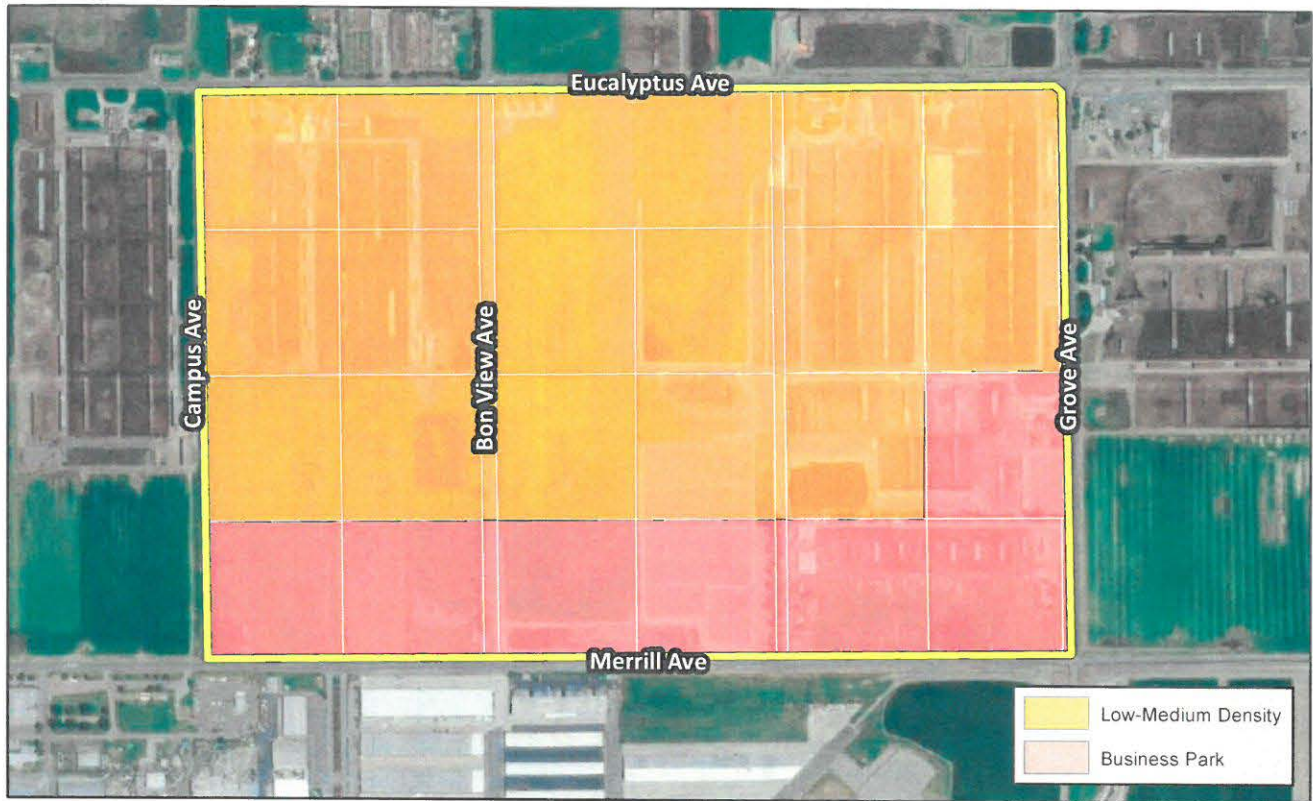 Eucalyptus Ave
Campus Ave
Bon View Ave
Grove Ave
Merrill Ave
Low-Medium Density
Business Park